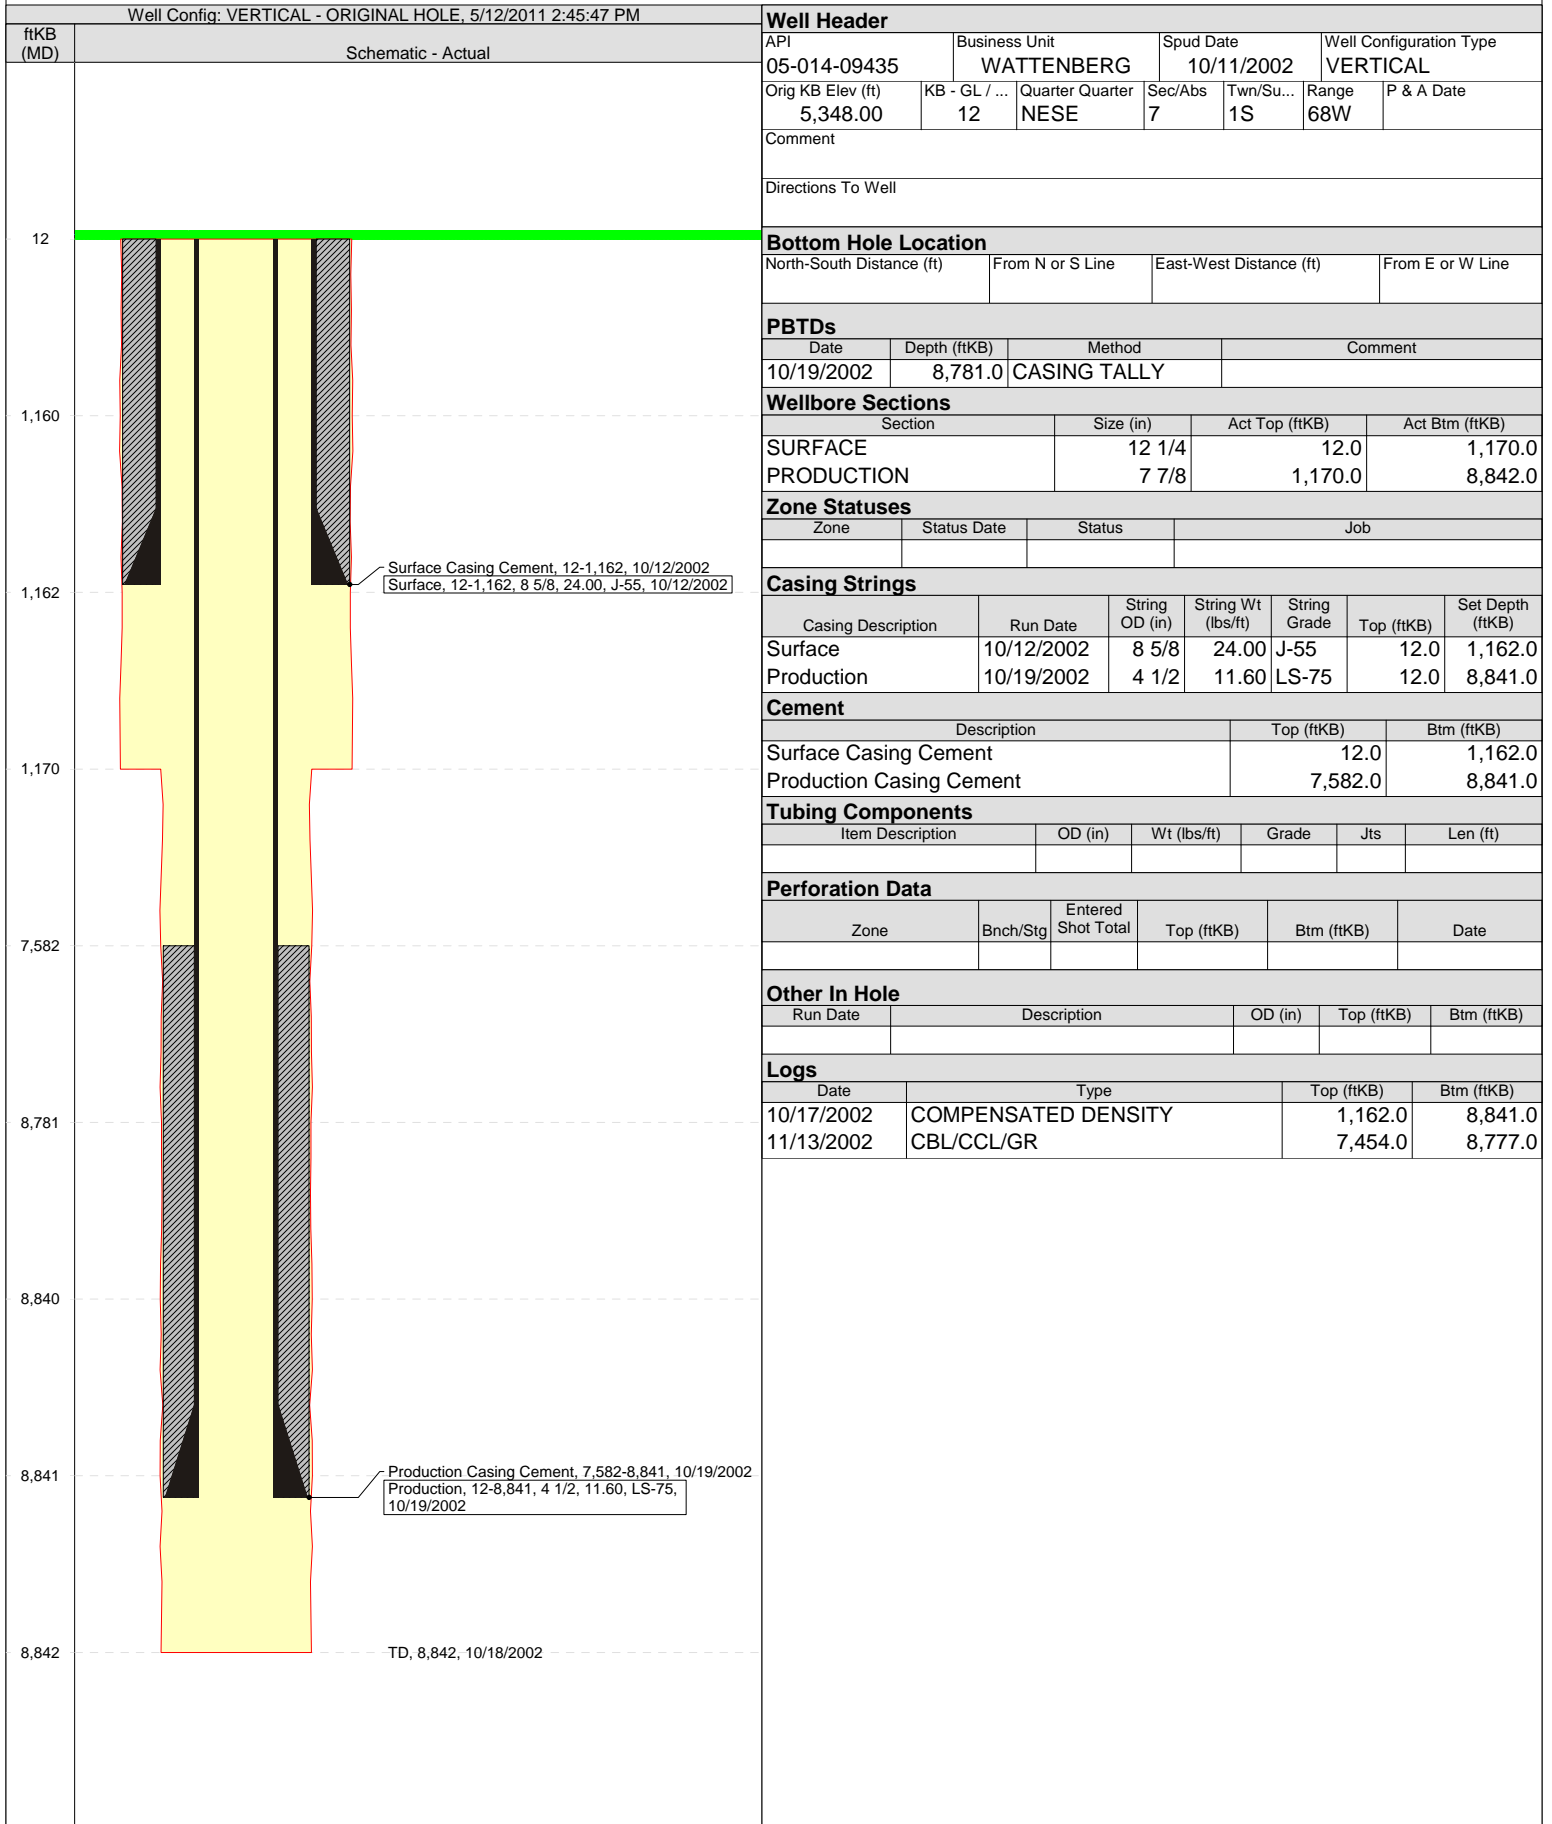 Well Config: VERTICAL - ORIGINAL HOLE, 5/12/2011 2:45:47 PM
ftKB
(MD)
Schematic - Actual
12
1,160
Surface Casing Cement, 12-1,162, 10/12/2002
Surface, 12-1,162, 8 5/8, 24.00, J-55, 10/12/2002
1,162
1,170
7,582
8,781
8,840
8,841
Production Casing Cement, 7,582-8,841, 10/19/2002
Production, 12-8,841, 4 1/2, 11.60, LS-75,
10/19/2002
8,842
TD, 8,842, 10/18/2002
Well Header
API Business Unit Spud Date Well Configuration Type
05-014-09435 WATTENBERG 10/11/2002 VERTICAL
Orig KB Elev (ft) KB - GL / ... Quarter Quarter Sec/Abs Twn/Su... Range P & A Date
5,348.00 12 NESE 7 1S 68W
Comment
Directions To Well
Bottom Hole Location
North-South Distance (ft) From N or S Line East-West Distance (ft) From E or W Line
PBTDs
Date Depth (ftKB) Method Comment
10/19/2002 8,781.0 CASING TALLY
Wellbore Sections
Section Size (in) Act Top (ftKB) Act Btm (ftKB)
SURFACE 12 1/4 12.0 1,170.0
PRODUCTION 7 7/8 1,170.0 8,842.0
Zone Statuses
Zone Status Date Status Job
Casing Strings
Casing Description Run Date String OD (in) String Wt (lbs/ft) String Grade Top (ftKB) Set Depth (ftKB)
Surface 10/12/2002 8 5/8 24.00 J-55 12.0 1,162.0
Production 10/19/2002 4 1/2 11.60 LS-75 12.0 8,841.0
Cement
Description Top (ftKB) Btm (ftKB)
Surface Casing Cement 12.0 1,162.0
Production Casing Cement 7,582.0 8,841.0
Tubing Components
Item Description OD (in) Wt (lbs/ft) Grade Jts Len (ft)
Perforation Data
Zone Bnch/Stg Entered Shot Total Top (ftKB) Btm (ftKB) Date
Other In Hole
Run Date Description OD (in) Top (ftKB) Btm (ftKB)
Logs
Date Type Top (ftKB) Btm (ftKB)
10/17/2002 COMPENSATED DENSITY 1,162.0 8,841.0
11/13/2002 CBL/CCL/GR 7,454.0 8,777.0